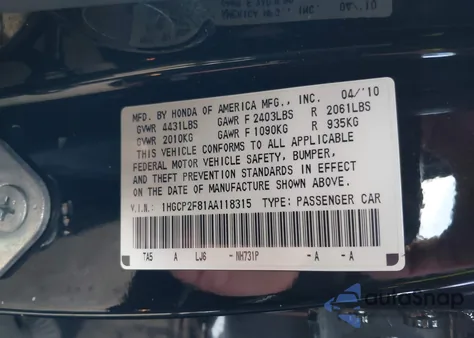 MFD. BY HONDA OF AMERICA MFG., INC. 04/'10
GVWR 4431LBS GAWR F 2403LBS R 2061LBS
GVWR 2010KG GAWR F 1090KG R 935KG
THIS VEHICLE CONFORMS TO ALL APPLICABLE
FEDERAL MOTOR VEHICLE SAFETY, BUMPER,
AND THEFT PREVENTION STANDARDS IN EFFECT
ON THE DATE OF MANUFACTURE SHOWN ABOVE.
V.I.N.: 1HGCP2F81AA118315 TYPE: PASSENGER CAR
TA5 A LJ6 -NH731P -A -A
autoSnap